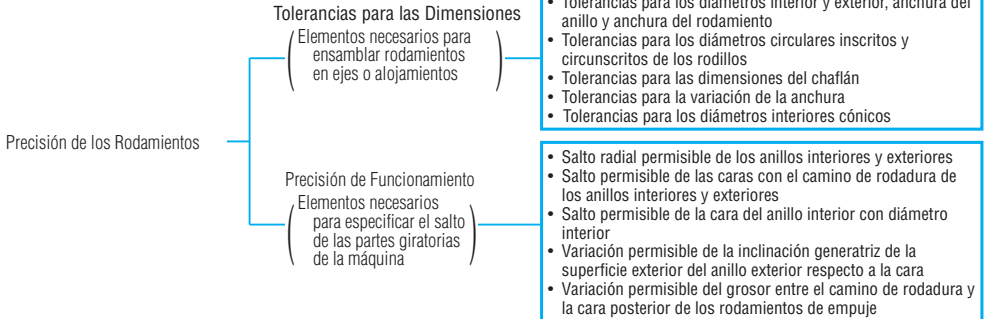 Tolerancias para las Dimensiones
Elementos necesarios para
ensamblar rodamientos
en ejes o alojamientos
• Tolerancias para los diámetros interior y exterior, anchura del
anillo y anchura del rodamiento
• Tolerancias para los diámetros circulares inscritos y
circunscritos de los rodillos
• Tolerancias para las dimensiones del chaflán
• Tolerancias para la variación de la anchura
• Tolerancias para los diámetros interiores cónicos
Precisión de los Rodamientos
Precisión de Funcionamiento
Elementos necesarios
para especificar el salto
de las partes giratorias
de la máquina
• Salto radial permisible de los anillos interiores y exteriores
• Salto permisible de las caras con el camino de rodadura de
los anillos interiores y exteriores
• Salto permisible de la cara del anillo interior con diámetro
interior
• Variación permisible de la inclinación generatriz de la
superficie exterior del anillo exterior respecto a la cara
• Variación permisible del grosor entre el camino de rodadura y
la cara posterior de los rodamientos de empuje